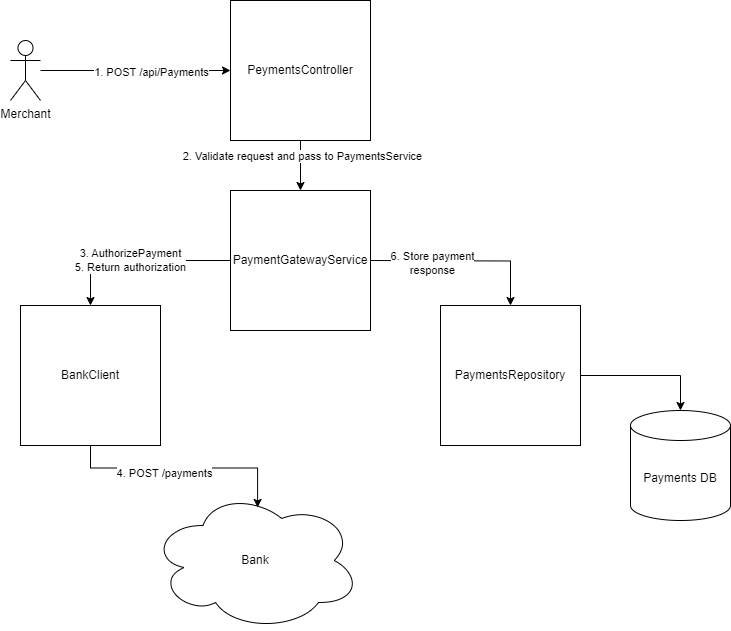 1. POST /api/Payments
PeymentsController
Merchant
2. Validate request and pass to PaymentsService
3. AuthorizePayment
5. Return authorization
PaymentGatewayService
6. Store payment
response
BankClient
PaymentsRepository
4. POST /payments
Payments DB
Bank